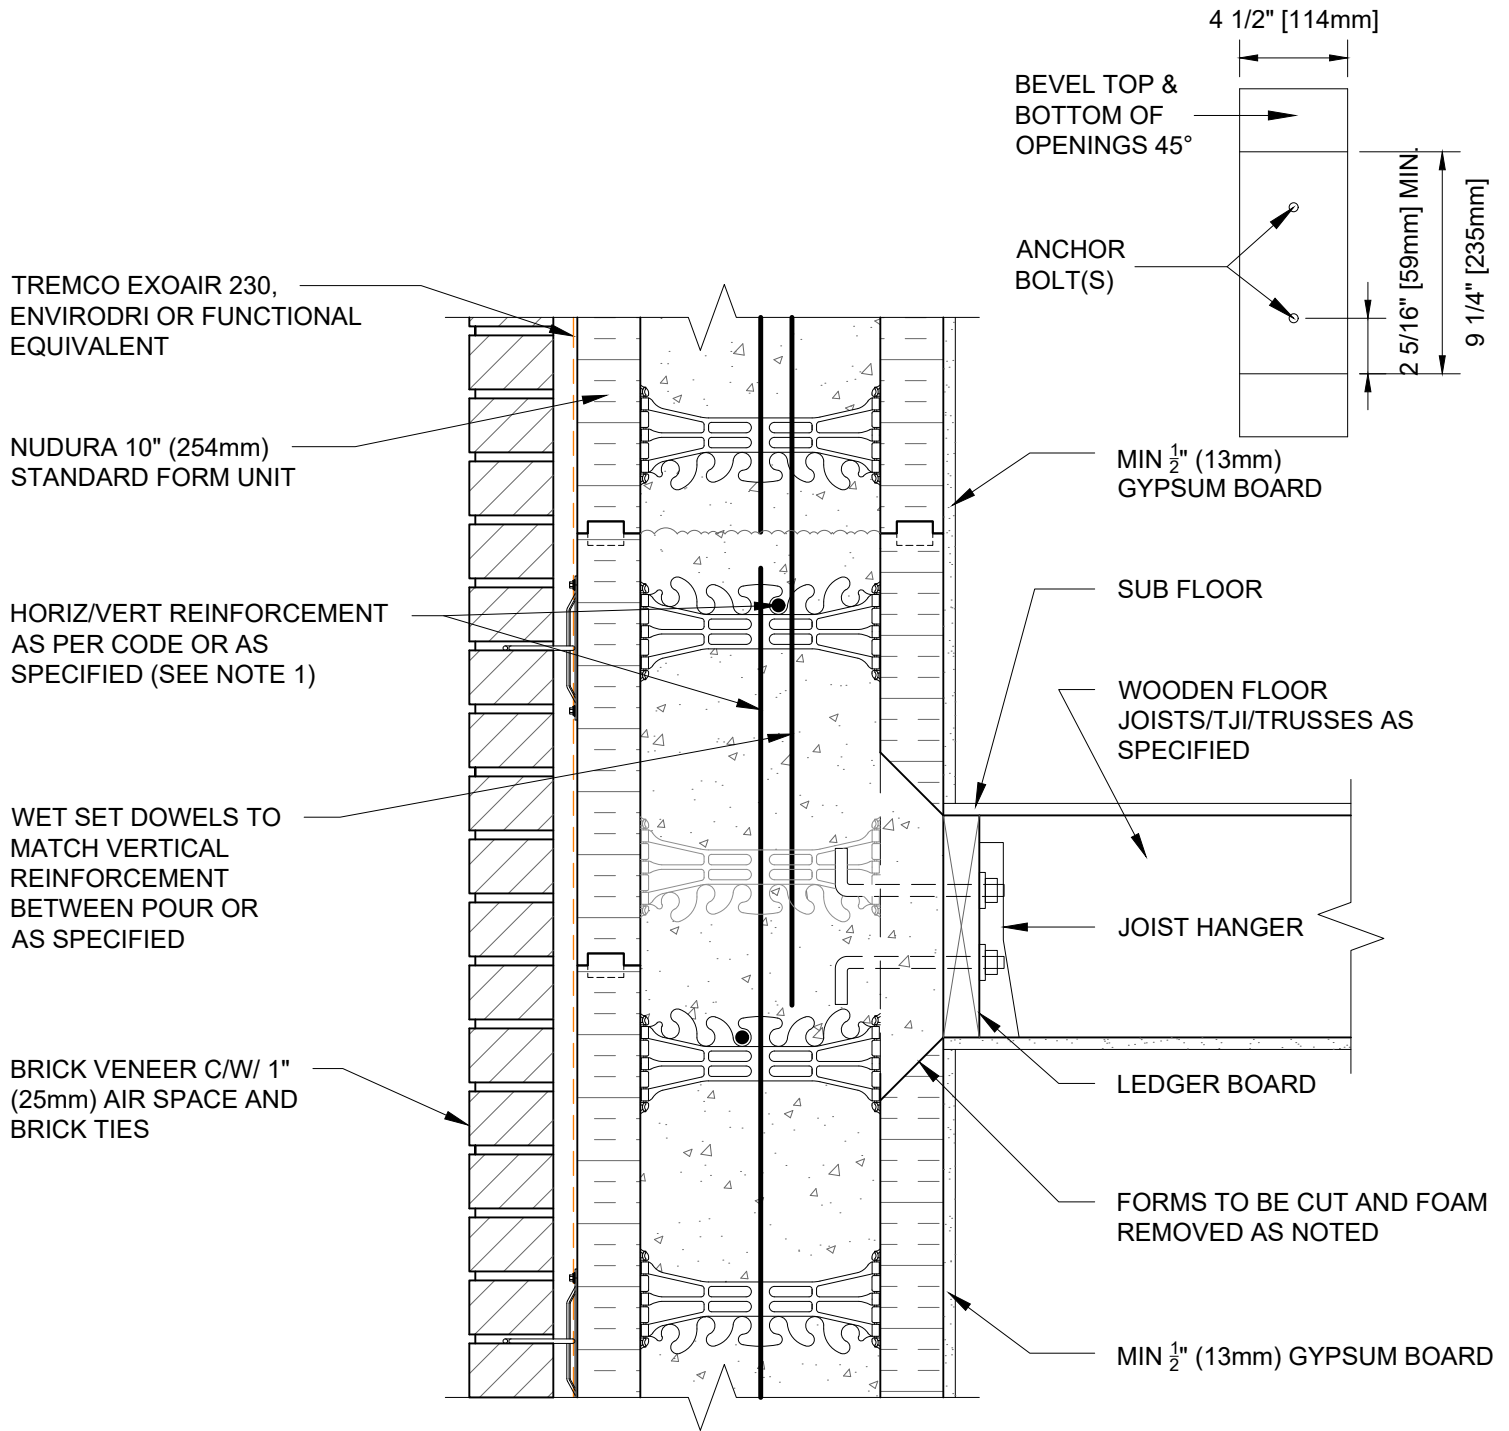 4 1/2" [114mm]
BEVEL TOP &
BOTTOM OF
OPENINGS 45°
2 5/16" [59mm] MIN.
9 1/4" [235mm]
ANCHOR
BOLT(S)
TREMCO EXOAIR 230,
ENVIRODRI OR FUNCTIONAL
EQUIVALENT
NUDURA 10" (254mm)
STANDARD FORM UNIT
HORIZ/VERT REINFORCEMENT
AS PER CODE OR AS
SPECIFIED (SEE NOTE 1)
WET SET DOWELS TO
MATCH VERTICAL
REINFORCEMENT
BETWEEN POUR OR
AS SPECIFIED
BRICK VENEER C/W/ 1"
(25mm) AIR SPACE AND
BRICK TIES
MIN 1/2" (13mm)
GYPSUM BOARD
SUB FLOOR
WOODEN FLOOR
JOISTS/TJI/TRUSSES AS
SPECIFIED
JOIST HANGER
LEDGER BOARD
FORMS TO BE CUT AND FOAM
REMOVED AS NOTED
MIN 1/2" (13mm) GYPSUM BOARD